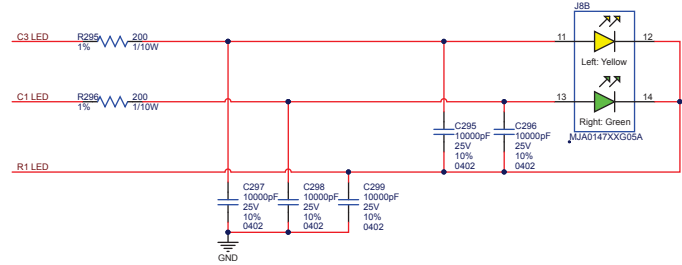 J8B
C3 LED
R295
200
1%
1/10W
11
12
Left: Yellow
C1 LED
R296
200
1%
1/10W
13
14
Right: Green
MJA0147XXG05A
C295
10000pF
25V
10%
0402
C296
10000pF
25V
10%
0402
R1 LED
C297
10000pF
25V
10%
0402
C298
10000pF
25V
10%
0402
C299
10000pF
25V
10%
0402
GND